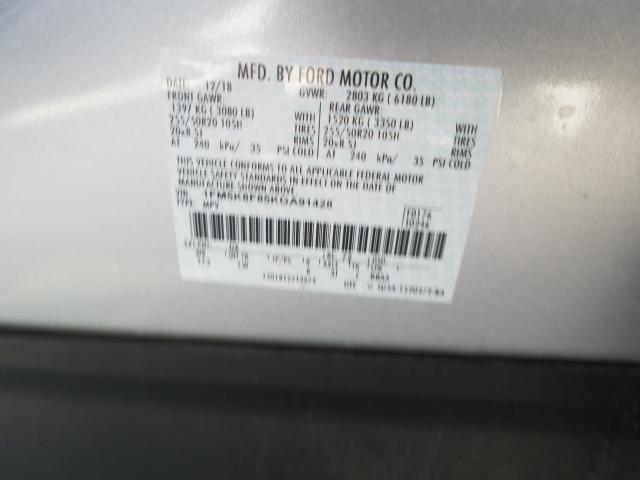 MFD. BY FORD MOTOR CO.
DATE: 12/18 GVWR: 2803 KG ( 6180 LB)
FRONT GAWR: REAR GAWR:
1397 KG ( 3080 LB) WITH 1520 KG ( 3350 LB) WITH
255/50R20 105H TIRES 255/50R20 105H TIRES
20x8.5J RIMS 20x8.5J RIMS
AT 240 kPa/ 35 PSI COLD AT 240 kPa/ 35 PSI COLD
THIS VEHICLE CONFORMS TO ALL APPLICABLE FEDERAL MOTOR
VEHICLE SAFETY STANDARDS IN EFFECT ON THE DATE OF
MANUFACTURE SHOWN ABOVE.
VIN: 1FM5K8F85KGA91428
TYPE: MPV
F0176